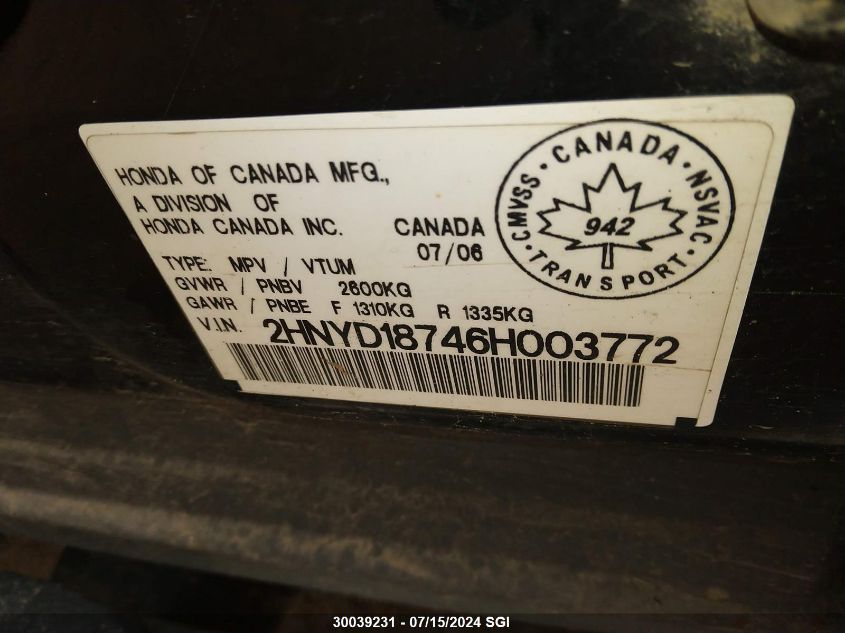 HONDA OF CANADA MFG.,
A DIVISION OF
HONDA CANADA INC. CANADA
07/06
TYPE: MPV / VTUM
GVWR / PNBV 2600KG
GAWR / PNBE F 1310KG R 1335KG
V.I.N. 2HNYD18746H003772
CMVSS · CANADA · NSVAC · TRANSPORT ·
942
30039231 - 07/15/2024 SGI